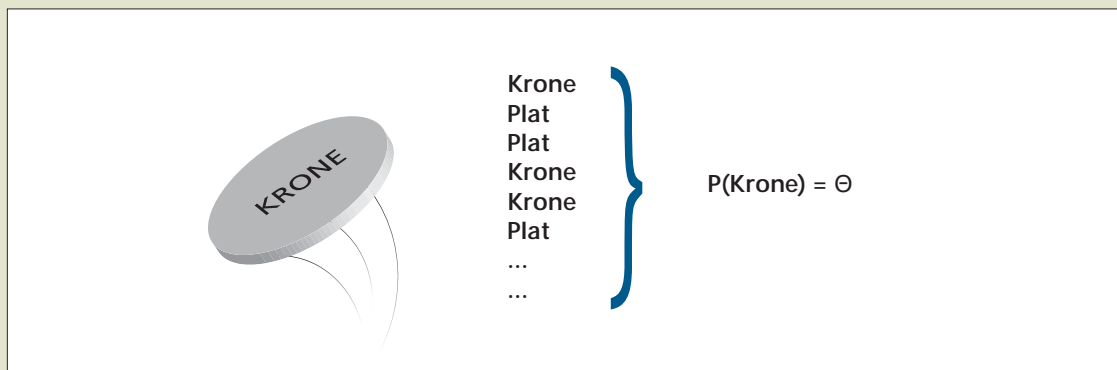 KRONE
Krone
Plat
Plat
Krone
Krone
Plat
...
...
P(Krone) = Θ